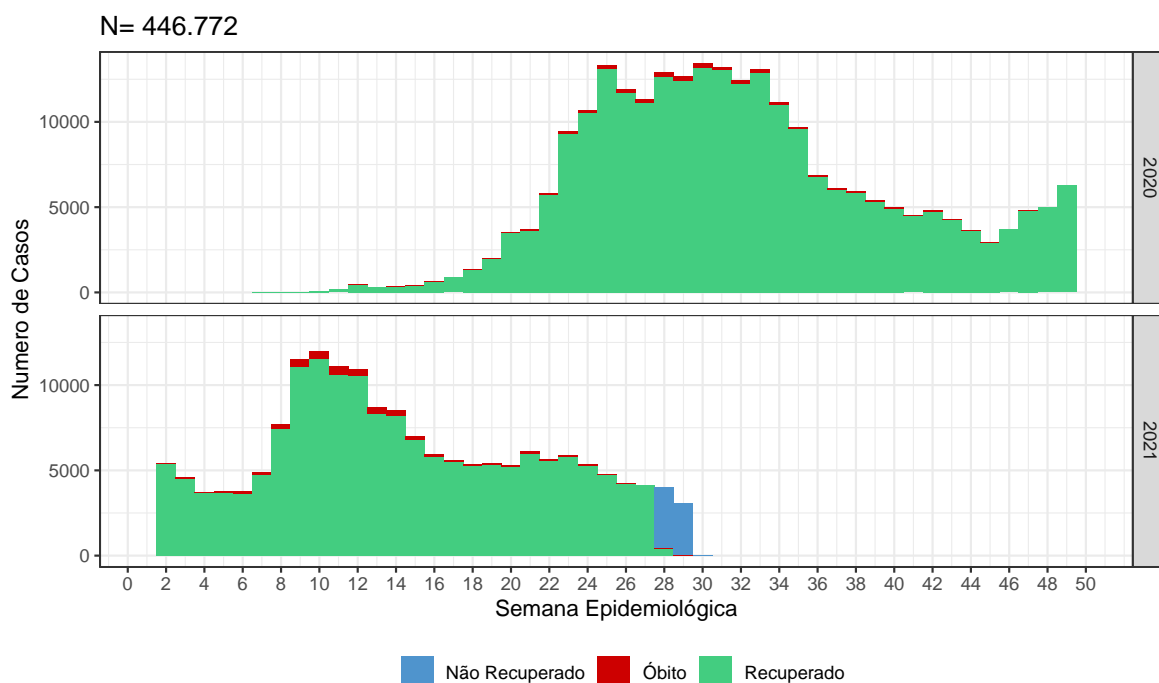 N= 446.772
Numero de Casos
10000
5000
0
2020
10000
5000
0
2021
0 2 4 6 8 10 12 14 16 18 20 22 24 26 28 30 32 34 36 38 40 42 44 46 48 50
Semana Epidemiológica
Não Recuperado Óbito Recuperado